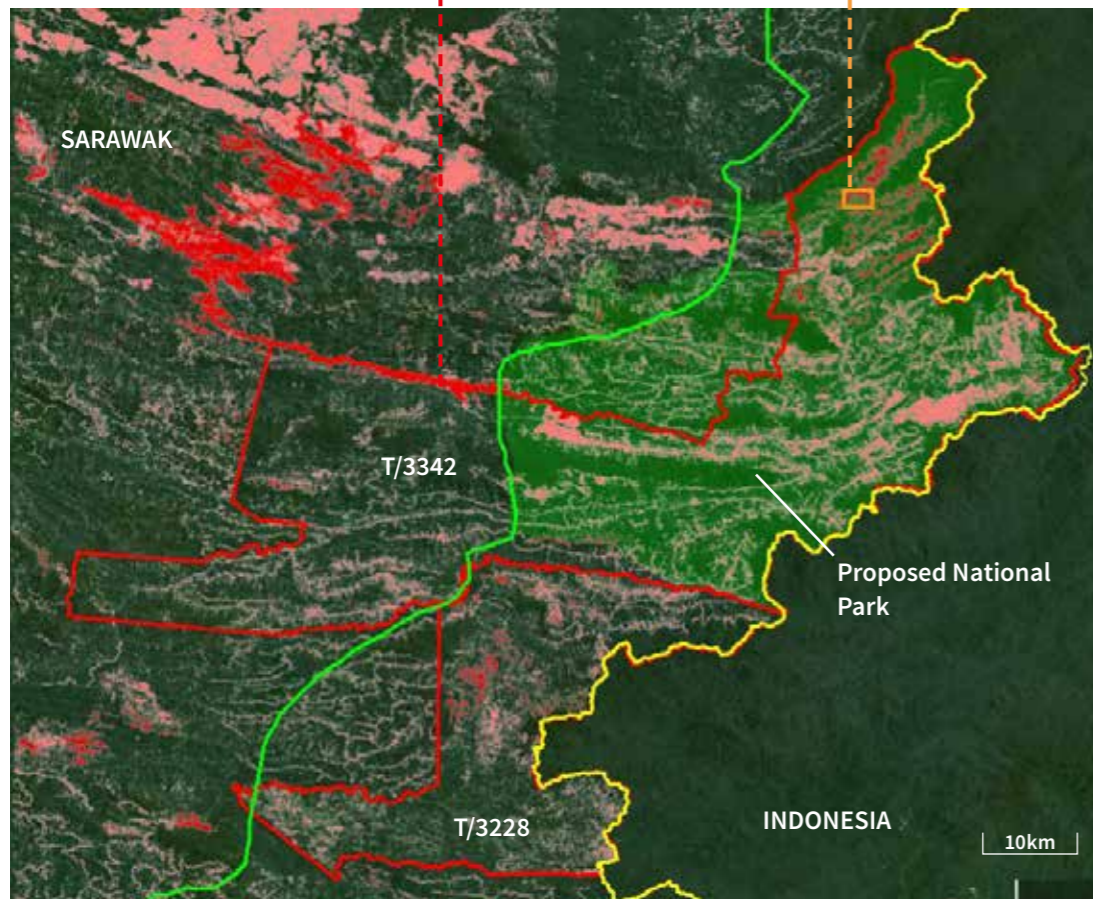 SARAWAK
T/3342
Proposed National
Park
T/3228
INDONESIA
10km